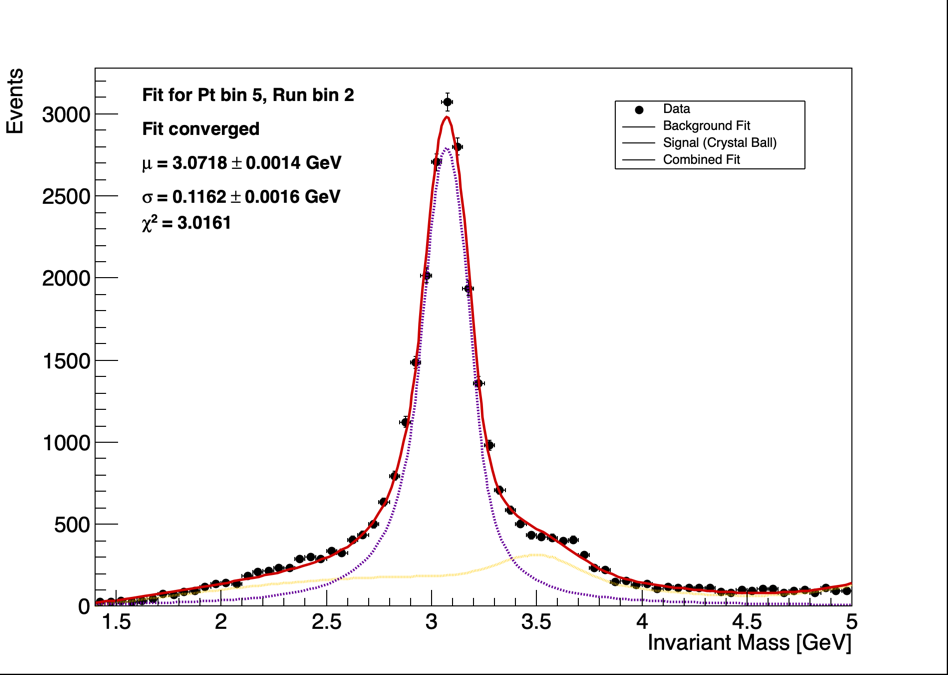 Events
3000
2500
2000
1500
1000
500
0
Fit for Pt bin 5, Run bin 2
Fit converged
μ = 3.0718 ± 0.0014 GeV
σ = 0.1162 ± 0.0016 GeV
χ² = 3.0161
Data
Background Fit
Signal (Crystal Ball)
Combined Fit
1.5 2 2.5 3 3.5 4 4.5 5
Invariant Mass [GeV]